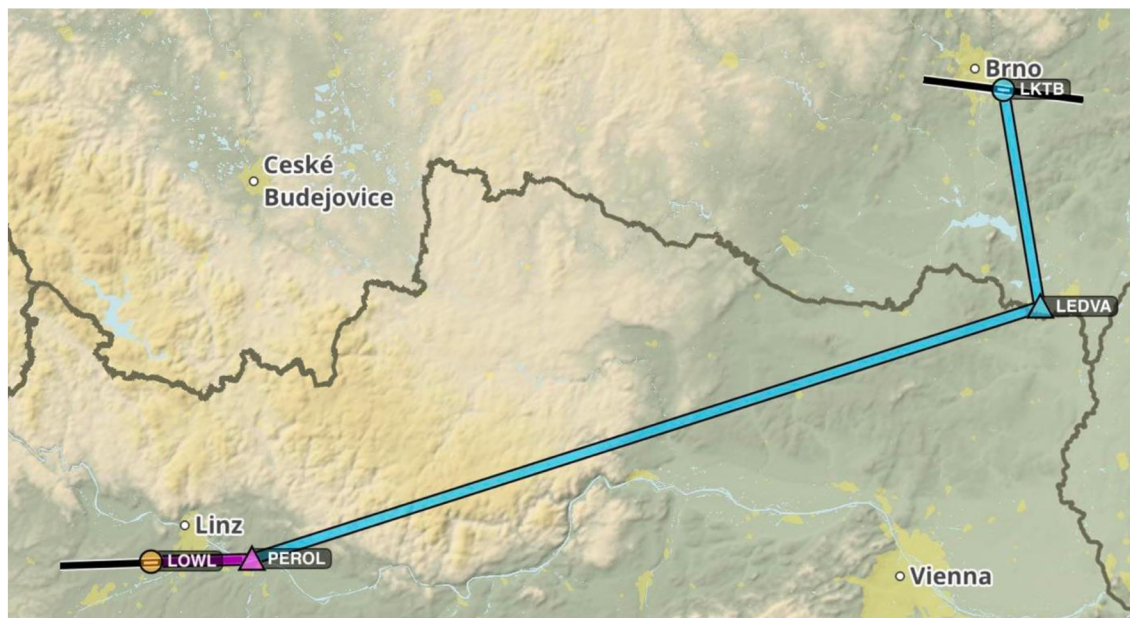 Brno
LKTB
České
Budejovice
LEDVA
Linz
LOWL
PEROL
Vienna